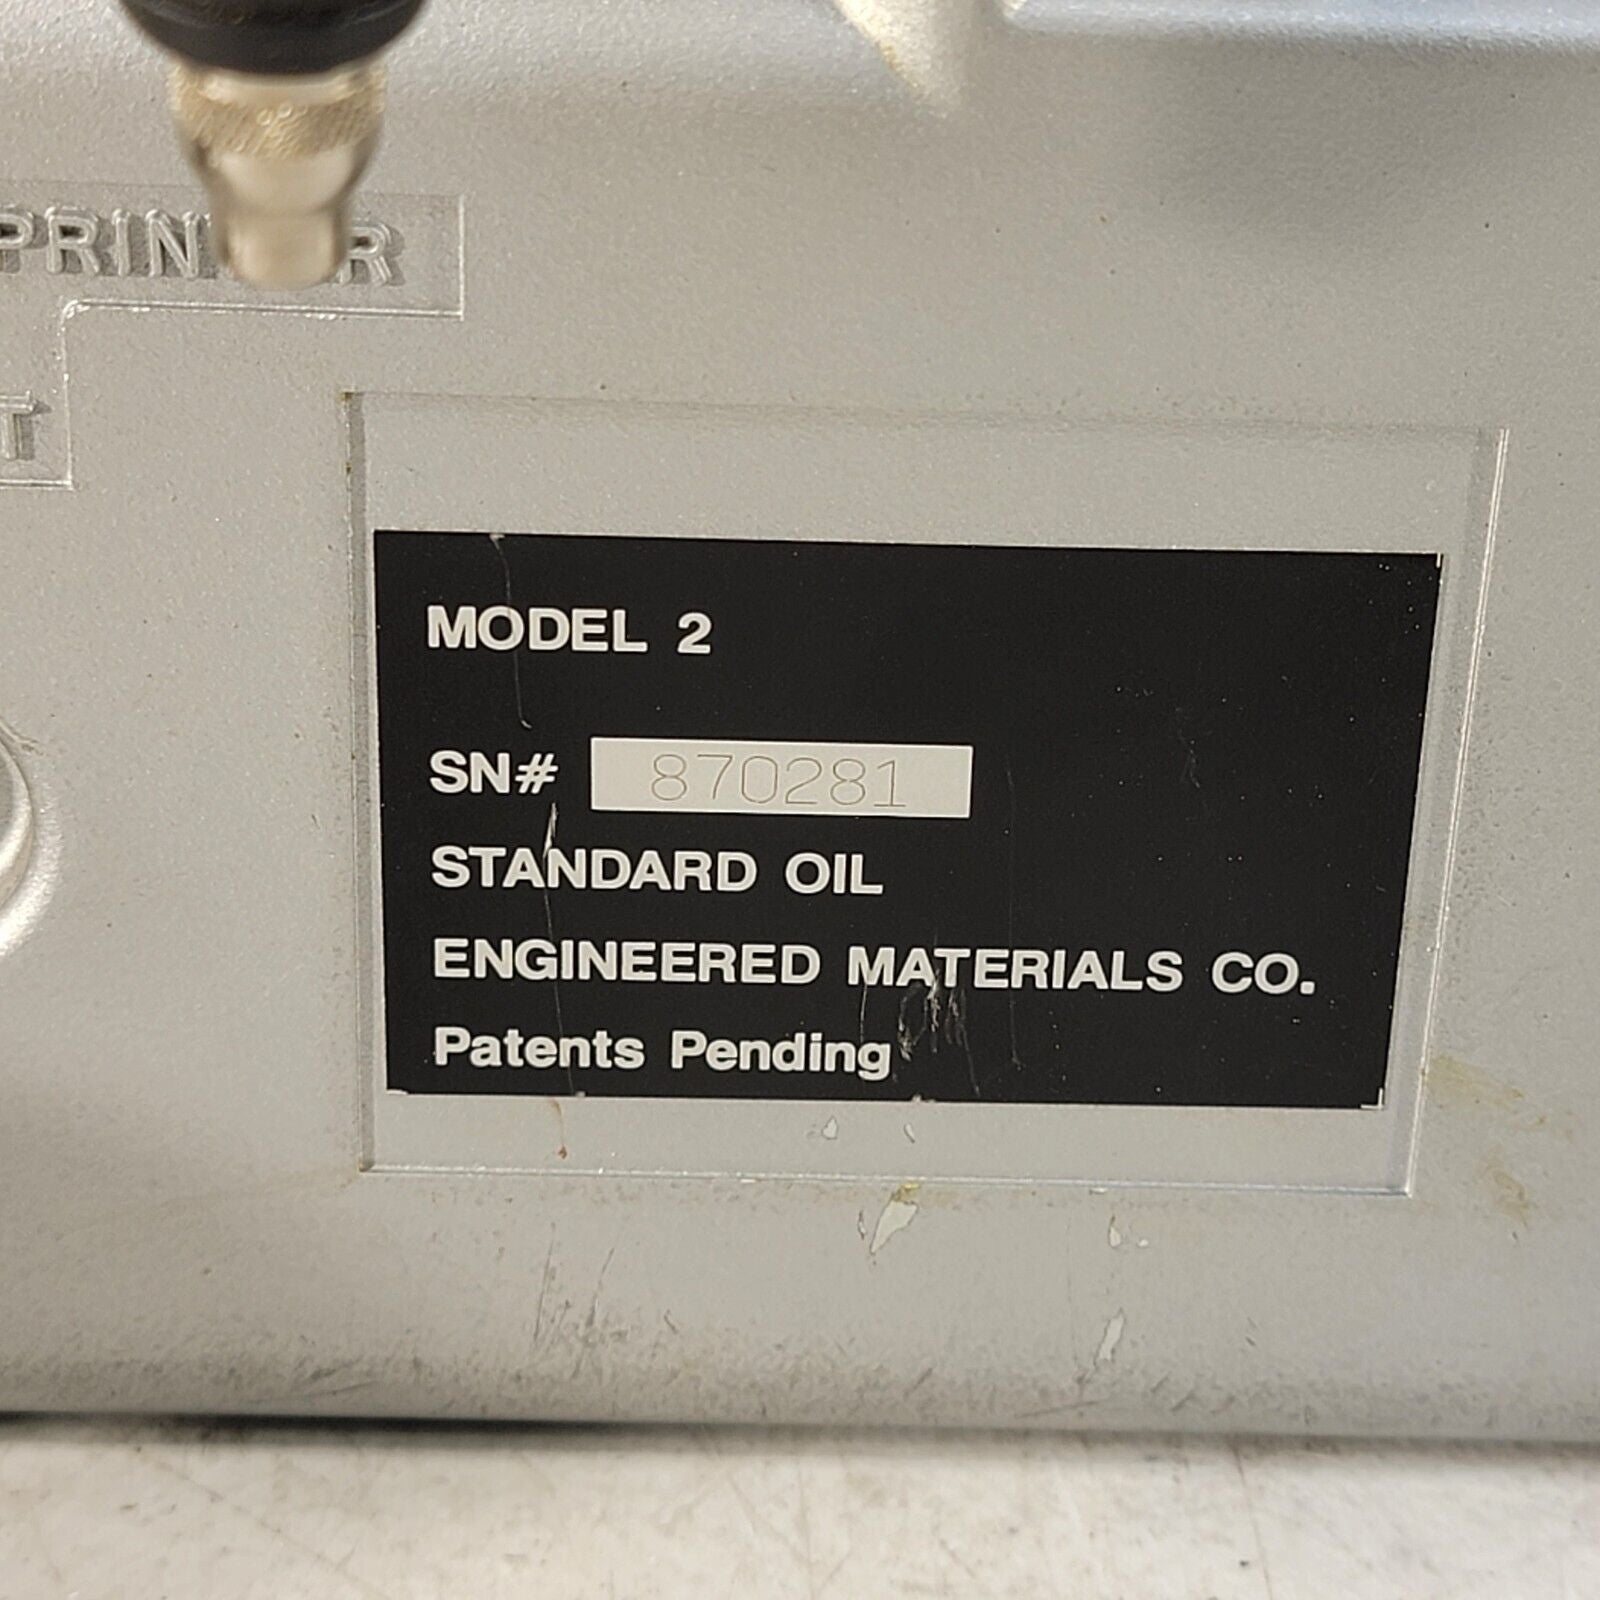 PRINTER
T
MODEL 2
SN# 870281
STANDARD OIL
ENGINEERED MATERIALS CO.
Patents Pending